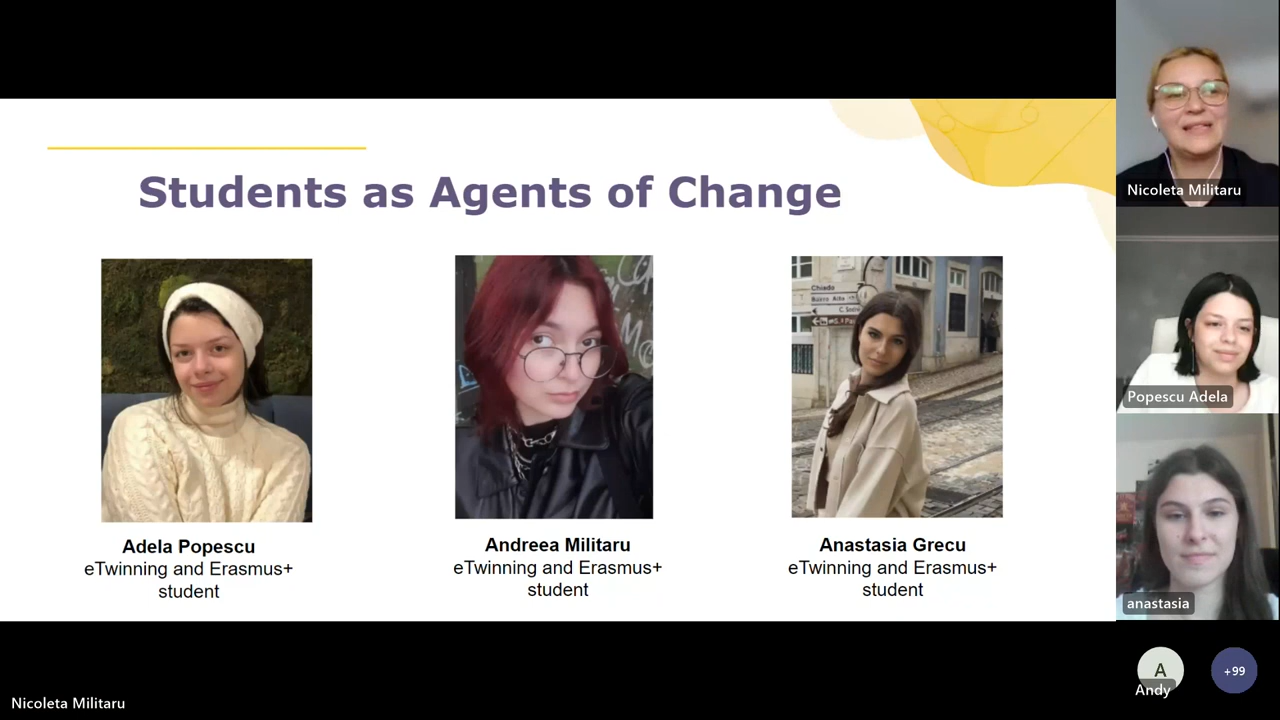 Students as Agents of Change
Adela Popescu
eTwinning and Erasmus+
student
Andreea Militaru
eTwinning and Erasmus+
student
Chiado
Anastasia Grecu
eTwinning and Erasmus+
student
Nicoleta Militaru
Popescu Adela
anastasia
A
Andy
+99
Nicoleta Militaru